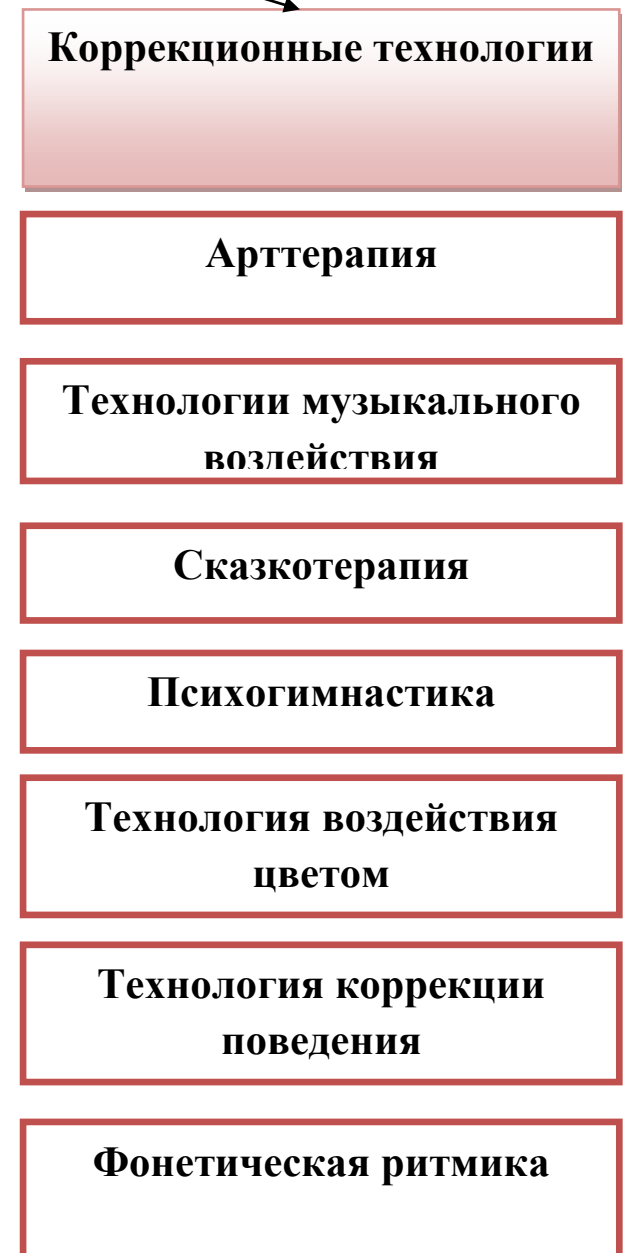 Коррекционные технологии
Арттерапия
Технологии музыкального
воздействия
Сказкотерапия
Психогимнастика
Технология воздействия
цветом
Технология коррекции
поведения
Фонетическая ритмика